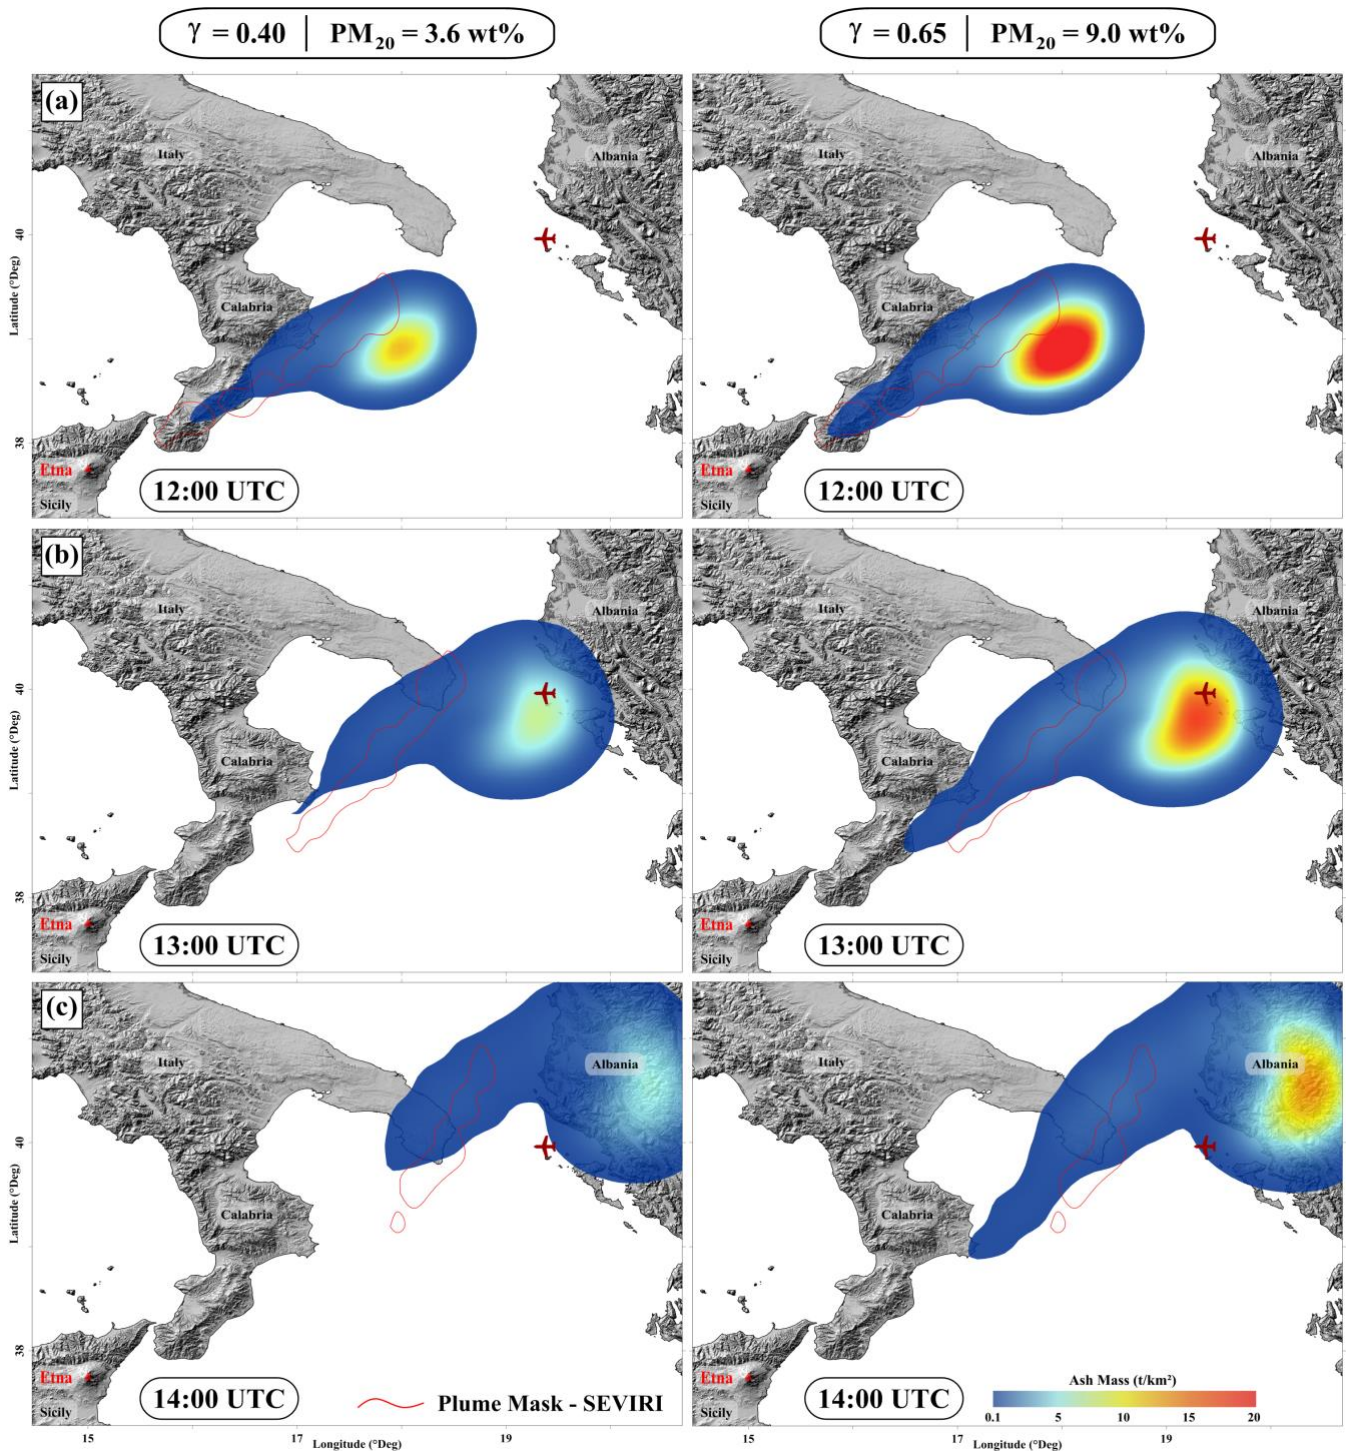 γ = 0.40 | PM₂₀ = 3.6 wt%
γ = 0.65 | PM₂₀ = 9.0 wt%
(a)
Italy
Albania
Calabria
Etna
Sicily
12:00 UTC
40
38
Latitude (°Deg)
Italy
Albania
Calabria
Etna
Sicily
12:00 UTC
(b)
Italy
Albania
Calabria
Etna
Sicily
13:00 UTC
40
38
Latitude (°Deg)
Italy
Albania
Calabria
Etna
Sicily
13:00 UTC
(c)
Italy
Albania
Calabria
Etna
Sicily
14:00 UTC
Plume Mask - SEVIRI
40
38
Latitude (°Deg)
15 17 19
Longitude (°Deg)
Italy
Albania
Calabria
Etna
Sicily
14:00 UTC
Ash Mass (t/km²)
0.1 5 10 15 20
15 17 19
Longitude (°Deg)